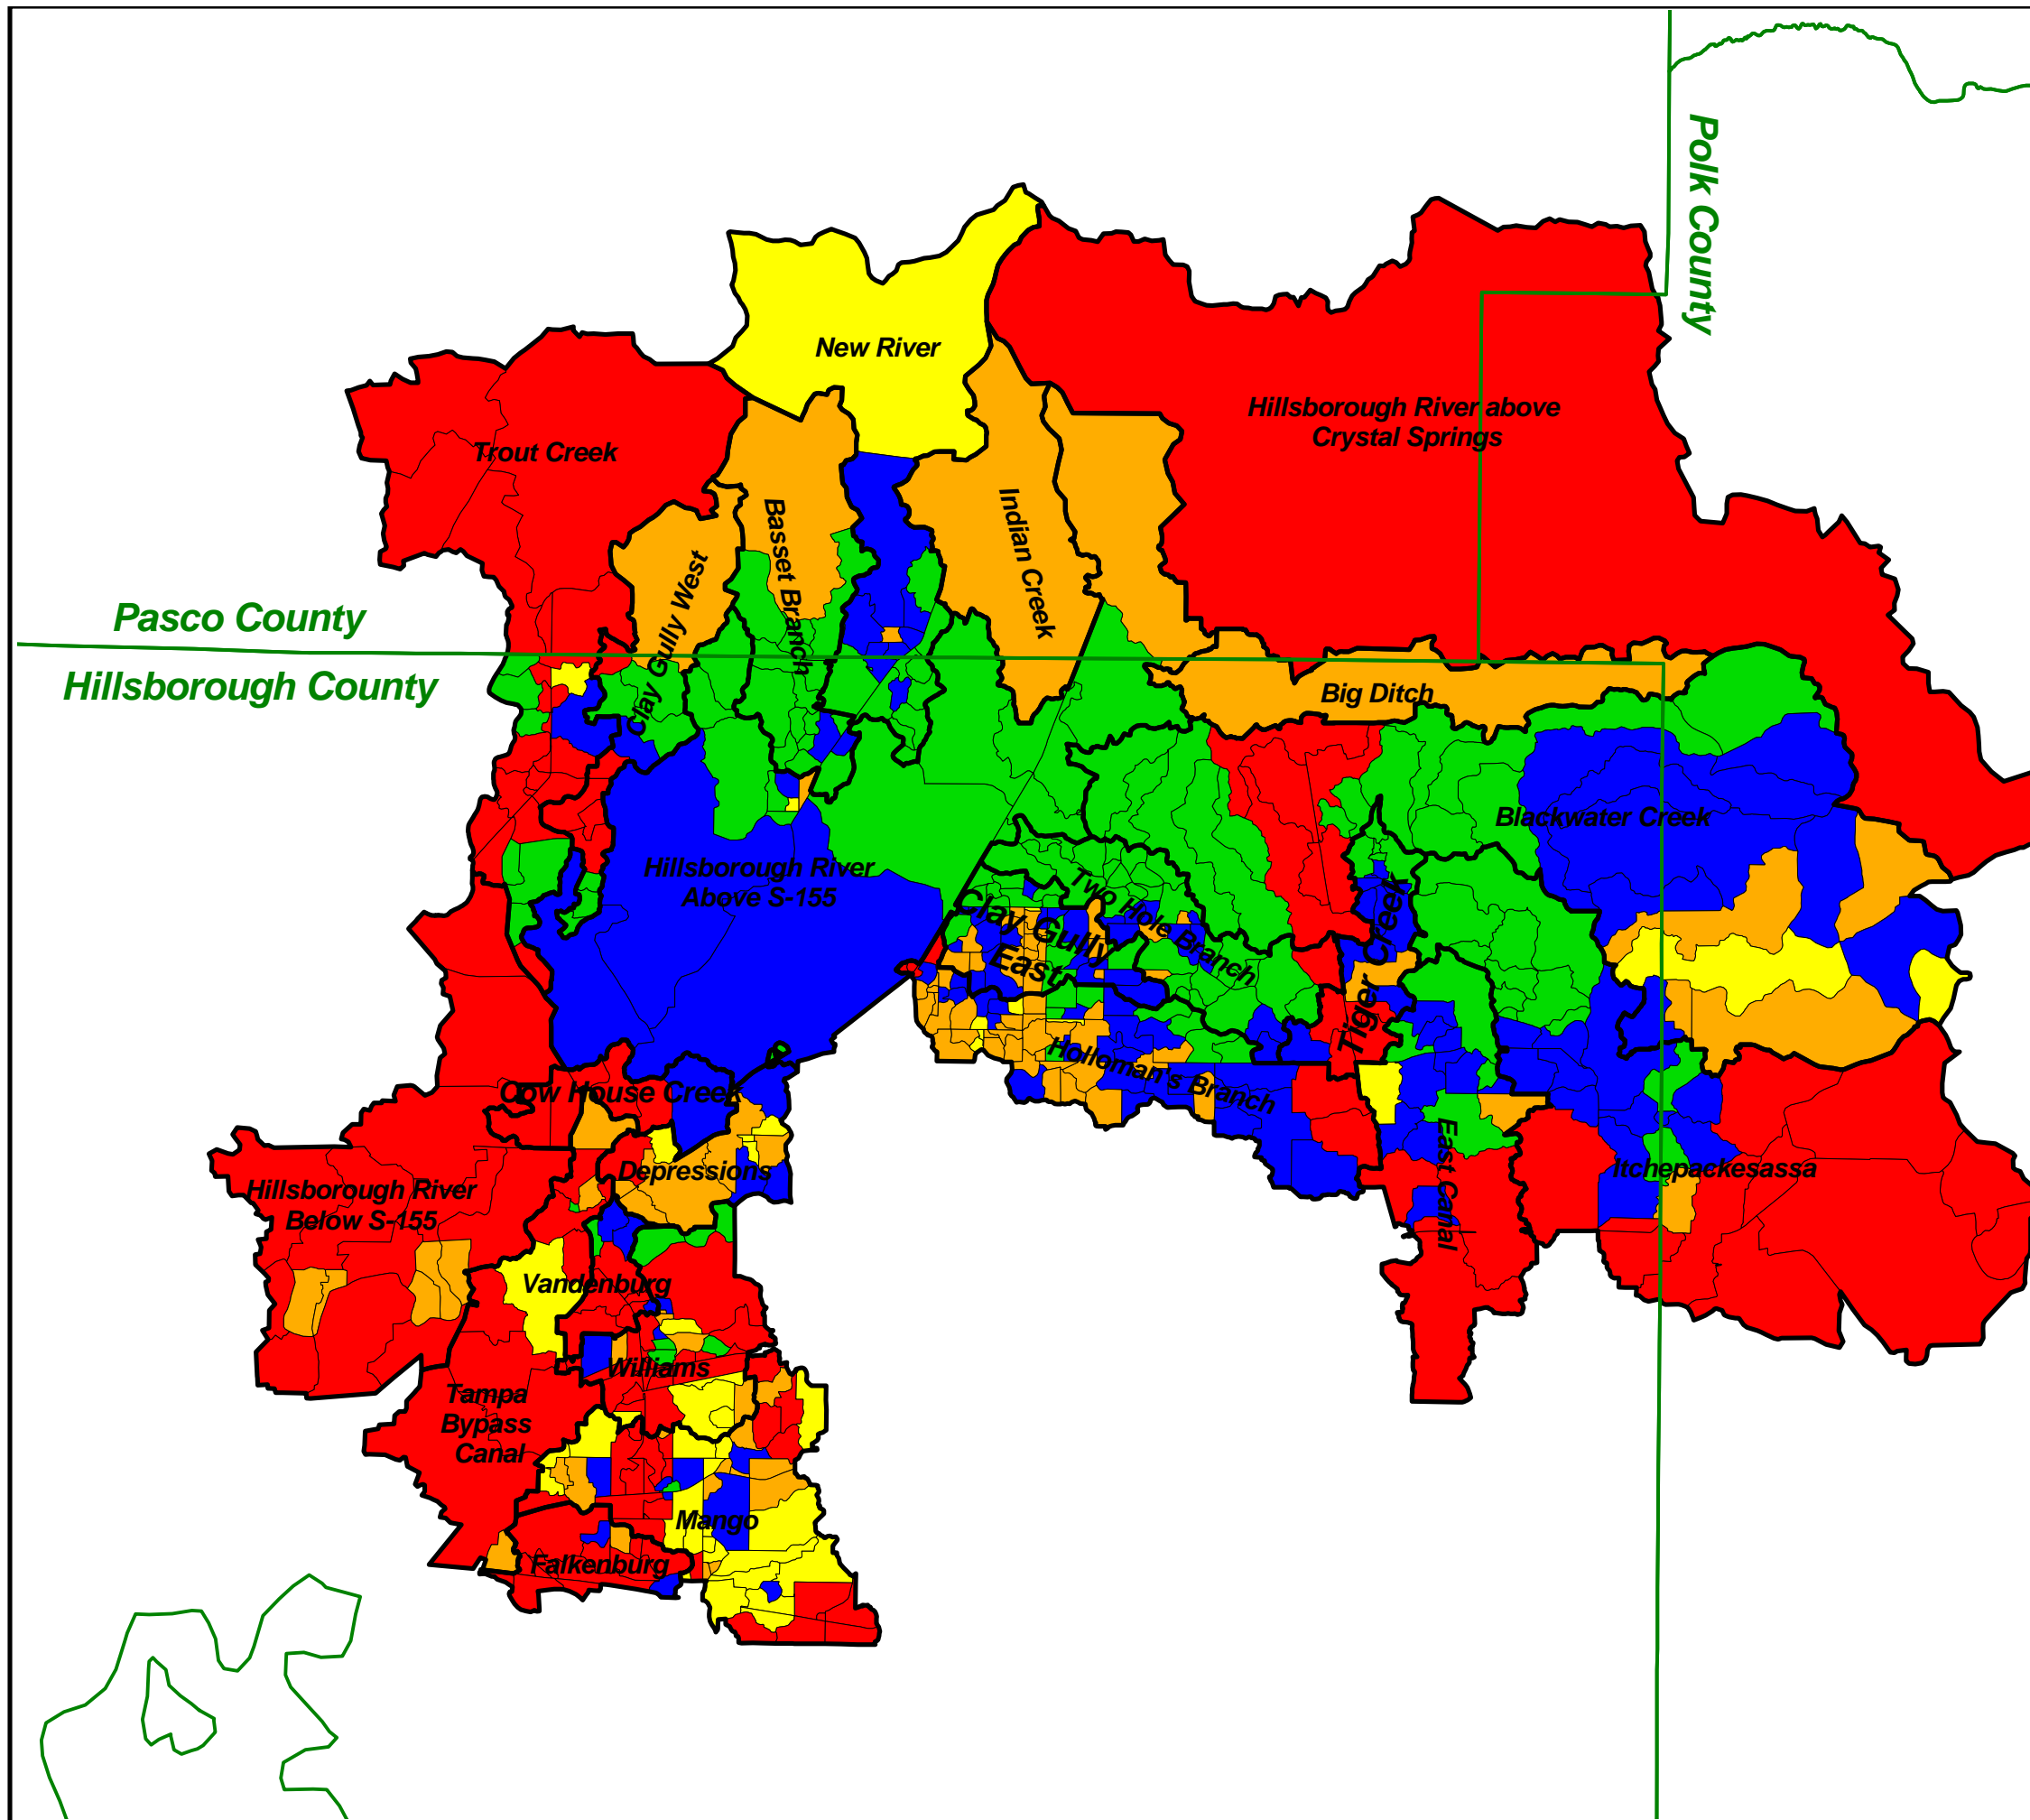 Polk County
New River
Hillsborough River above
Crystal Springs
Trout Creek
Basset Branch
Indian Creek
Clay Gully West
Pasco County
Hillsborough County
Big Ditch
Blackwater Creek
Hillsborough River
Above S-155
Two Hole Branch
Clay Gully
East
Tiger Creek
Holloman's Branch
Cow House Creek
East Canal
Depressions
Itchepackesassa
Hillsborough River
Below S-155
Vandenburg
Williams
Tampa
Bypass
Canal
Mango
Falkenburg